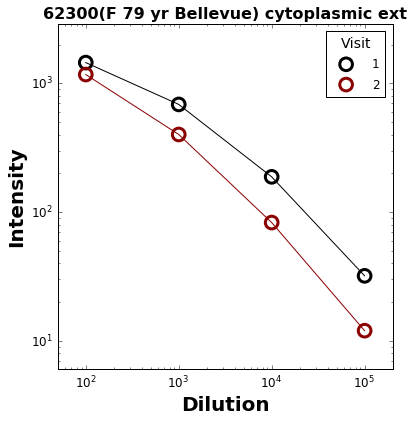 62300(F 79 yr Bellevue) cytoplasmic ext
Visit
1
2
Intensity
10³
10²
10¹
10² 10³ 10⁴ 10⁵
Dilution